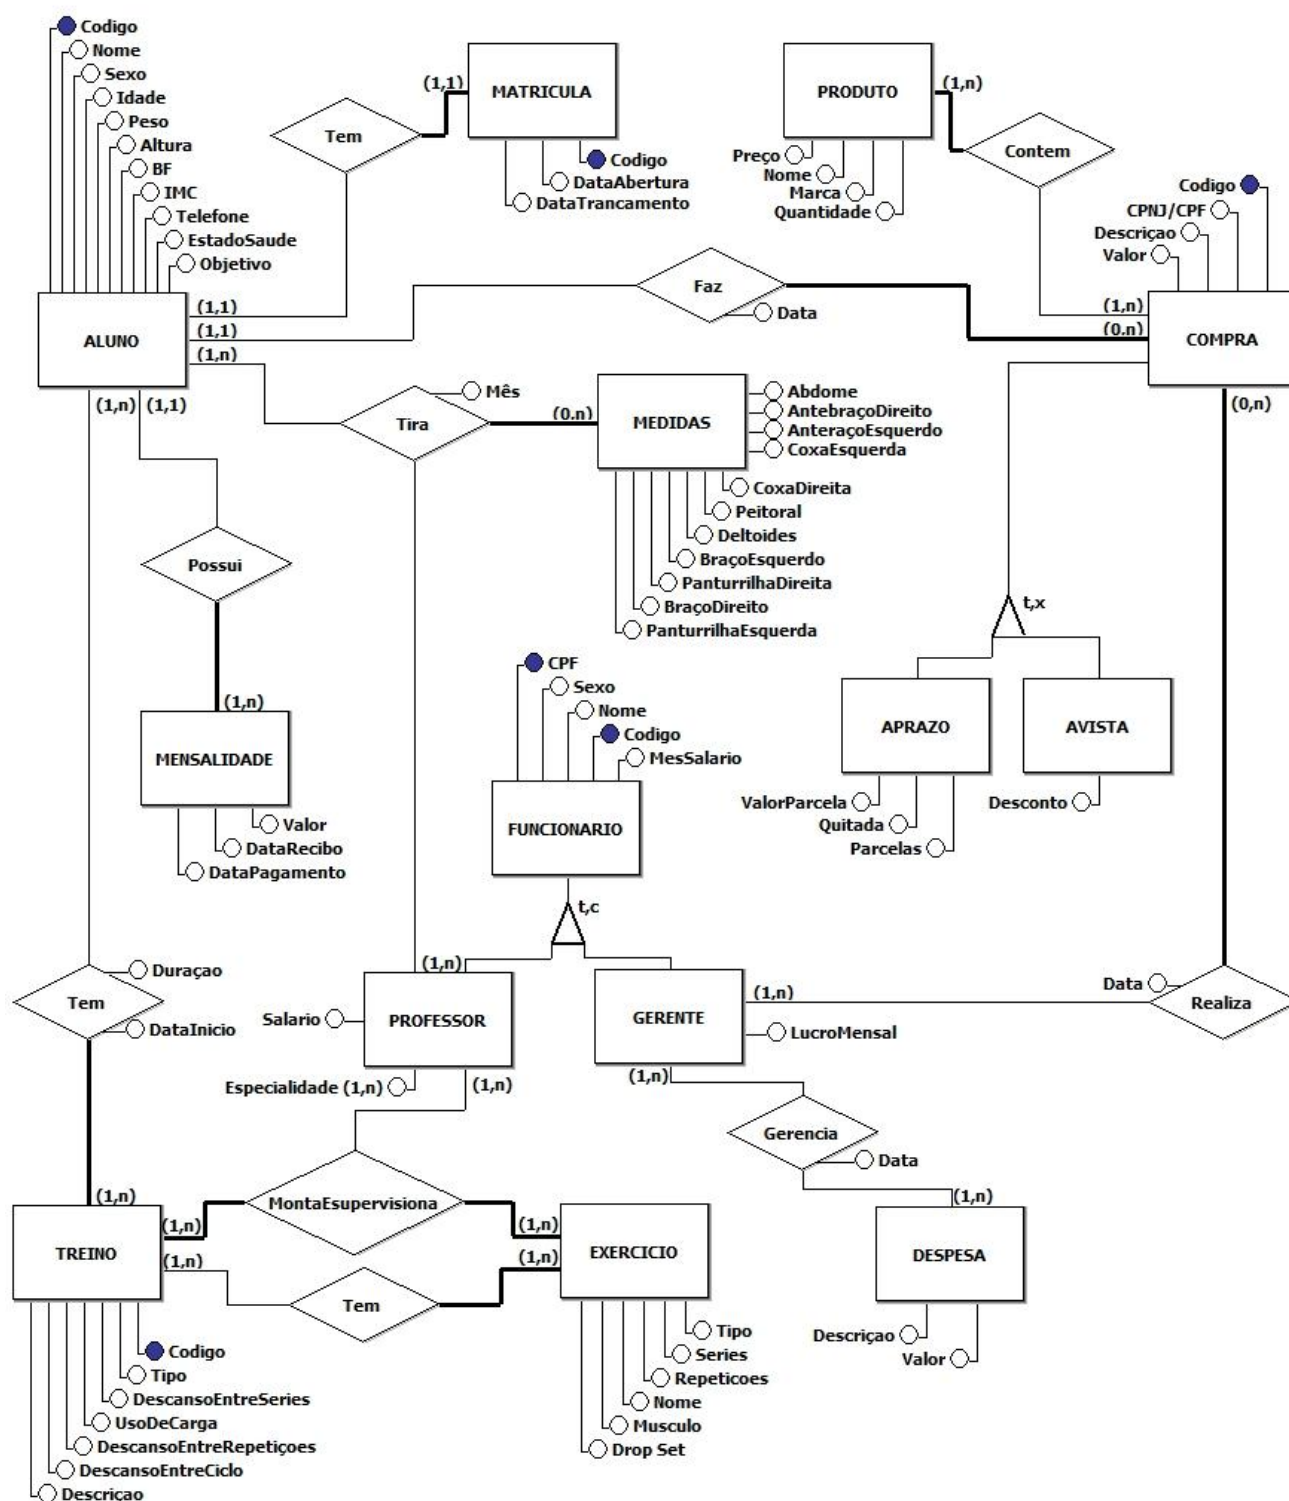 Codigo
Nome
Sexo
Idade
Peso
Altura
BF
IMC
Telefone
EstadoSaude
Objetivo
ALUNO
(1,1)
(1,1)
(1,n)
(1,n)
(1,1)
Tem
(1,1)
MATRICULA
Codigo
DataAbertura
DataTrancamento
PRODUTO
(1,n)
Preço
Nome
Marca
Quantidade
Contem
Codigo
CPNJ/CPF
Descriçao
Valor
(1,n)
(0.n)
COMPRA
(0,n)
Faz
Data
Mês
Tira
(0.n)
MEDIDAS
Abdome
AntebraçoDireito
AnteraçoEsquerdo
CoxaEsquerda
CoxaDireita
Peitoral
Deltoides
BraçoEsquerdo
PanturrilhaDireita
BraçoDireito
PanturrilhaEsquerda
Possui
(1,n)
MENSALIDADE
Valor
DataRecibo
DataPagamento
t,x
APRAZO
AVISTA
ValorParcela
Quitada
Parcelas
Desconto
CPF
Sexo
Nome
Codigo
MesSalario
FUNCIONARIO
t,c
(1,n)
PROFESSOR
Salario
Especialidade (1,n)
(1,n)
GERENTE
(1,n)
LucroMensal
(1,n)
Data
Realiza
Duraçao
Tem
DataInicio
Gerencia
Data
(1,n)
DESPESA
Descriçao
Valor
MontaEsupervisiona
(1,n)
(1,n)
(1,n)
TREINO
(1,n)
(1,n)
EXERCICIO
(1,n)
Tem
Codigo
Tipo
DescansoEntreSeries
UsoDeCarga
DescansoEntreRepetiçoes
DescansoEntreCiclo
Descriçao
Tipo
Series
Repeticoes
Nome
Musculo
Drop Set